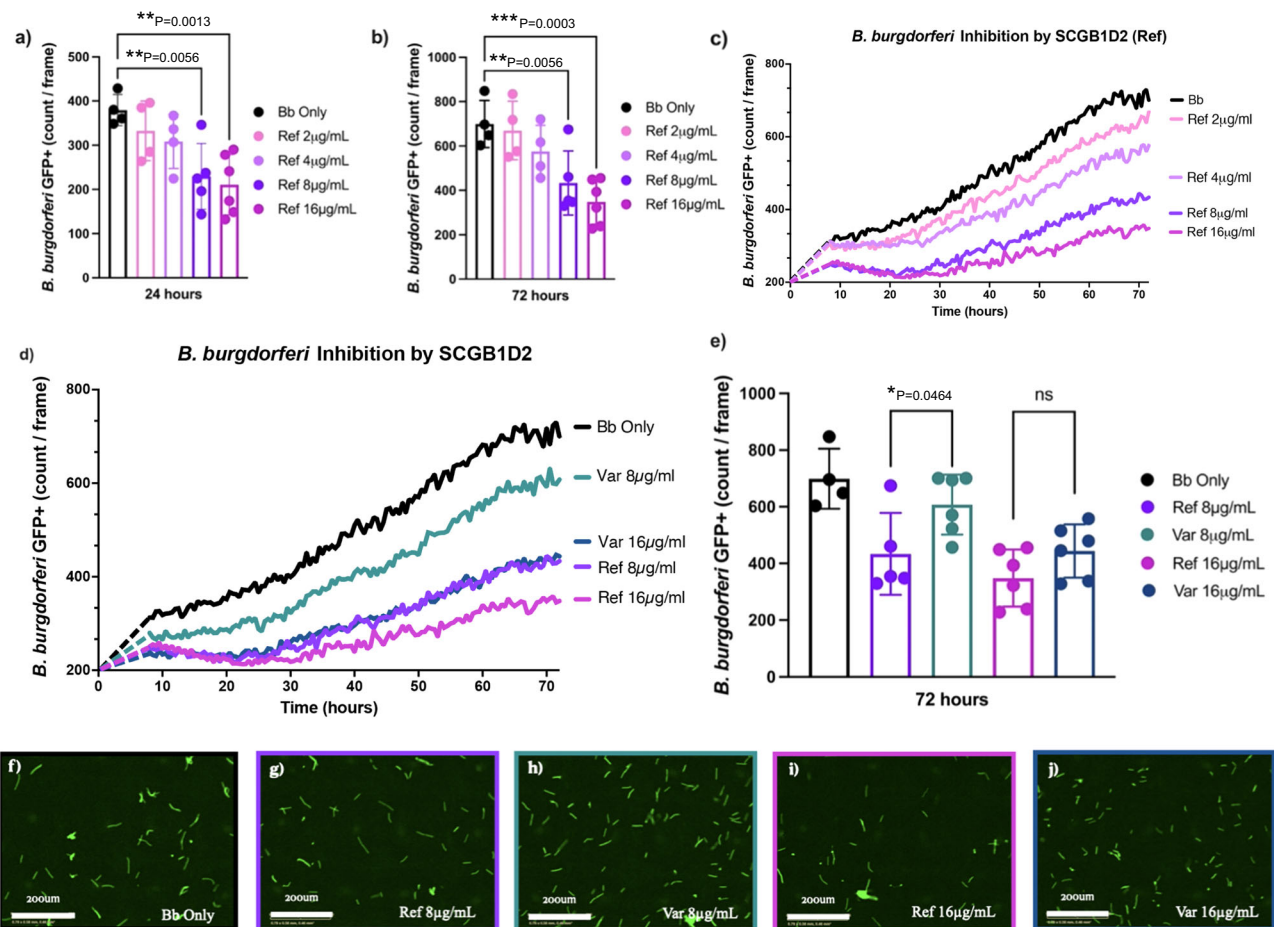 a)
**P=0.0013
**P=0.0056
B. burgdorferi GFP+ (count / frame)
500
400
300
200
100
0
24 hours
Bb Only
Ref 2µg/mL
Ref 4µg/mL
Ref 8µg/mL
Ref 16µg/mL
b)
***P=0.0003
**P=0.0056
B. burgdorferi GFP+ (count / frame)
1000
800
600
400
200
0
72 hours
Bb Only
Ref 2µg/mL
Ref 4µg/mL
Ref 8µg/mL
Ref 16µg/mL
c)
B. burgdorferi Inhibition by SCGB1D2 (Ref)
B. burgdorferi GFP+ (count / frame)
800
600
400
200
0 10 20 30 40 50 60 70
Time (hours)
Bb
Ref 2µg/ml
Ref 4µg/ml
Ref 8µg/ml
Ref 16µg/ml
d)
B. burgdorferi Inhibition by SCGB1D2
B. burgdorferi GFP+ (count / frame)
800
600
400
200
0 10 20 30 40 50 60 70
Time (hours)
Bb Only
Var 8µg/ml
Var 16µg/ml
Ref 8µg/ml
Ref 16µg/ml
e)
B. burgdorferi GFP+ (count / frame)
1000
800
600
400
200
0
*P=0.0464
ns
72 hours
Bb Only
Ref 8µg/mL
Var 8µg/mL
Ref 16µg/mL
Var 16µg/mL
f)
200um
Bb Only
g)
200um
Ref 8µg/mL
h)
200um
Var 8µg/mL
i)
200um
Ref 16µg/mL
j)
200um
Var 16µg/mL